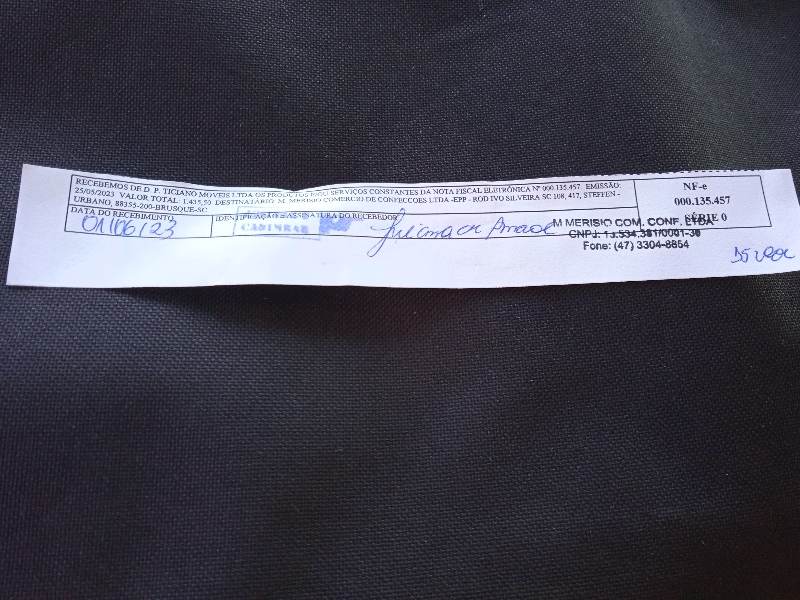 RECEBEMOS DE D. P. TICIANO MOVEIS LTDA OS PRODUTOS E/OU SERVIÇOS CONSTANTES DA NOTA FISCAL ELETRÔNICA Nº 000.135.457. EMISSÃO:
25/05/2023 VALOR TOTAL: 1.435,50 DESTINATÁRIO: M. MERISIO COMERCIO DE CONFECCOES LTDA -EPP - ROD IVO SILVEIRA SC 108, 417, STEFFEN -
URBANO, 88355-200-BRUSQUE-SC
NF-e
000.135.457
SÉRIE 0
DATA DO RECEBIMENTO
01/06/23
IDENTIFICAÇÃO E ASSINATURA DO RECEBEDOR
M MERISIO COM. CONF. LTDA
Fone: (47) 3304-8854